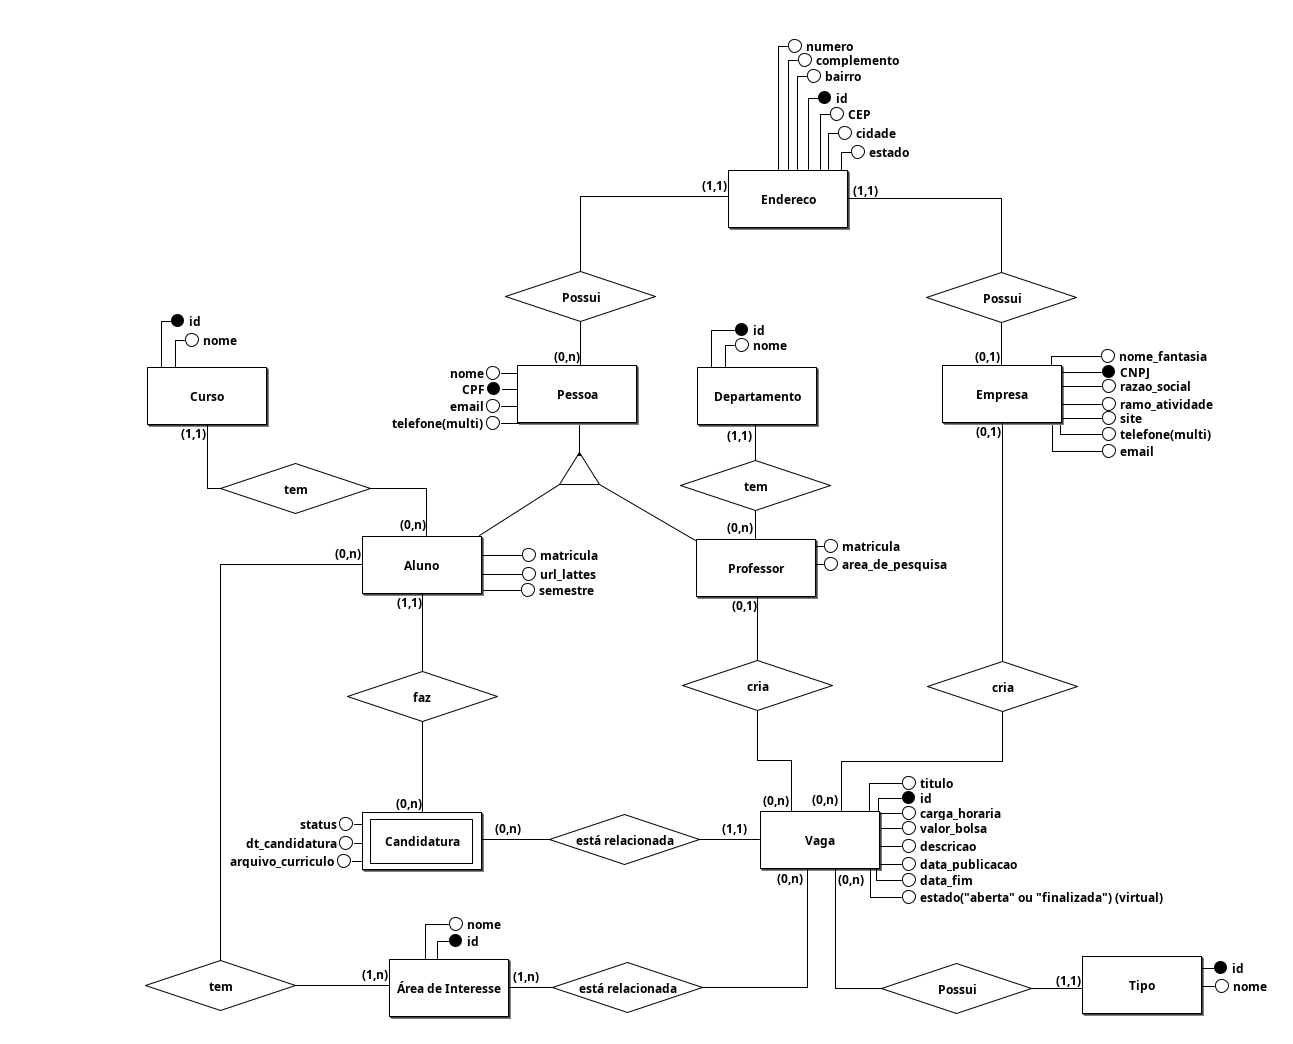 numero
complemento
bairro
id
CEP
cidade
estado
(1,1)
Endereco
(1,1)
Possui
Possui
id
nome
id
nome
(0,n)
(0,1)
nome
CPF
email
telefone(multi)
Pessoa
Curso
Departamento
Empresa
nome_fantasia
CNPJ
razao_social
ramo_atividade
site
telefone(multi)
email
(1,1)
(1,1)
(0,1)
tem
tem
(0,n)
(0,n)
(0,n)
Aluno
matricula
url_lattes
semestre
Professor
matricula
area_de_pesquisa
(1,1)
(0,1)
faz
cria
cria
(0,n)
(0,n)
(0,n)
status
dt_candidatura
arquivo_curriculo
Candidatura
(0,n)
está relacionada
(1,1)
Vaga
titulo
id
carga_horaria
valor_bolsa
descricao
data_publicacao
data_fim
estado("aberta" ou "finalizada") (virtual)
(0,n)
(0,n)
nome
id
tem
(1,n)
Área de Interesse
(1,n)
está relacionada
Possui
(1,1)
Tipo
id
nome